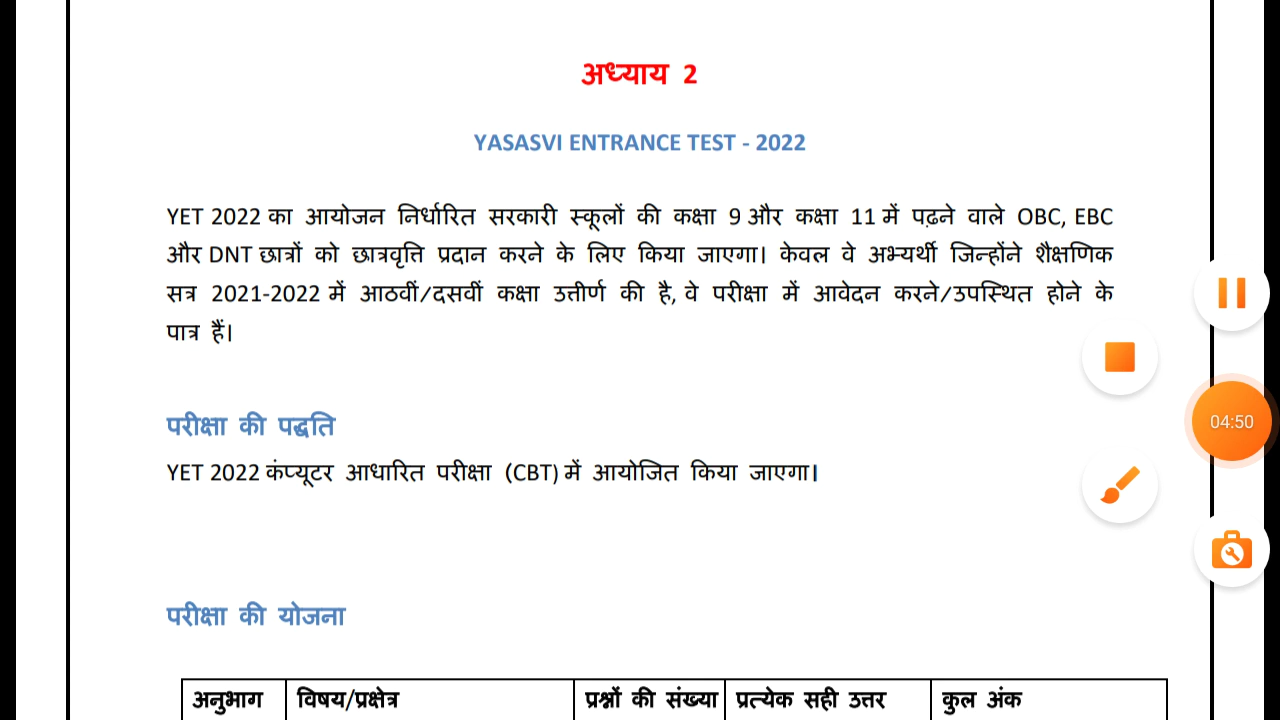 अध्याय 2
YASASVI ENTRANCE TEST - 2022
YET 2022 का आयोजन निर्धारित सरकारी स्कूलों की कक्षा 9 और कक्षा 11 में पढ़ने वाले OBC, EBC
और DNT छात्रों को छात्रवृत्ति प्रदान करने के लिए किया जाएगा। केवल वे अभ्यर्थी जिन्होंने शैक्षणिक
सत्र 2021-2022 में आठवीं/दसवीं कक्षा उत्तीर्ण की है, वे परीक्षा में आवेदन करने/उपस्थित होने के
पात्र हैं।
परीक्षा की पद्धति
YET 2022 कंप्यूटर आधारित परीक्षा (CBT) में आयोजित किया जाएगा।
04:50
परीक्षा की योजना
अनुभाग विषय/प्रक्षेत्र प्रश्नों की संख्या प्रत्येक सही उत्तर कुल अंक